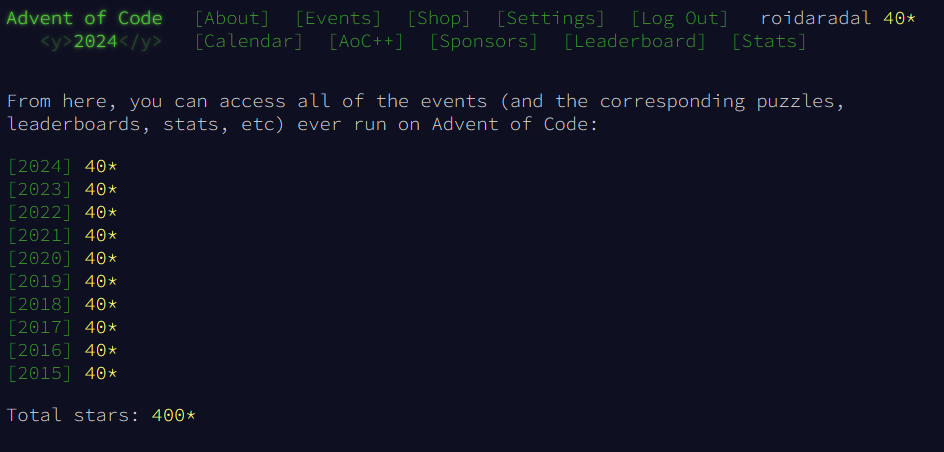 Advent of Code [About] [Events] [Shop] [Settings] [Log Out] roidaradal 40*
<y>2024</y> [Calendar] [AoC++] [Sponsors] [Leaderboard] [Stats]
From here, you can access all of the events (and the corresponding puzzles,
leaderboards, stats, etc) ever run on Advent of Code:
[2024] 40*
[2023] 40*
[2022] 40*
[2021] 40*
[2020] 40*
[2019] 40*
[2018] 40*
[2017] 40*
[2016] 40*
[2015] 40*
Total stars: 400*